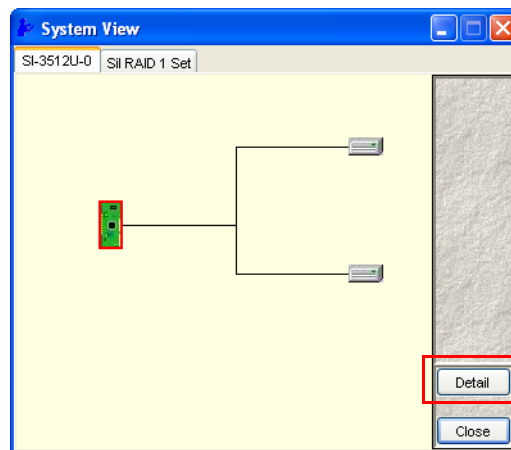 System View
SI-3512U-0
Sil RAID 1 Set
Detail
Close